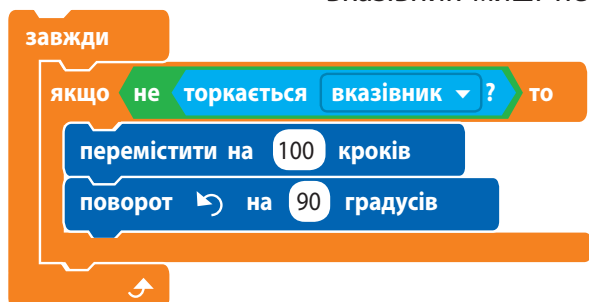 завжди
якщо не торкається вказівник ? то
перемістити на 100 кроків
поворот на 90 градусів